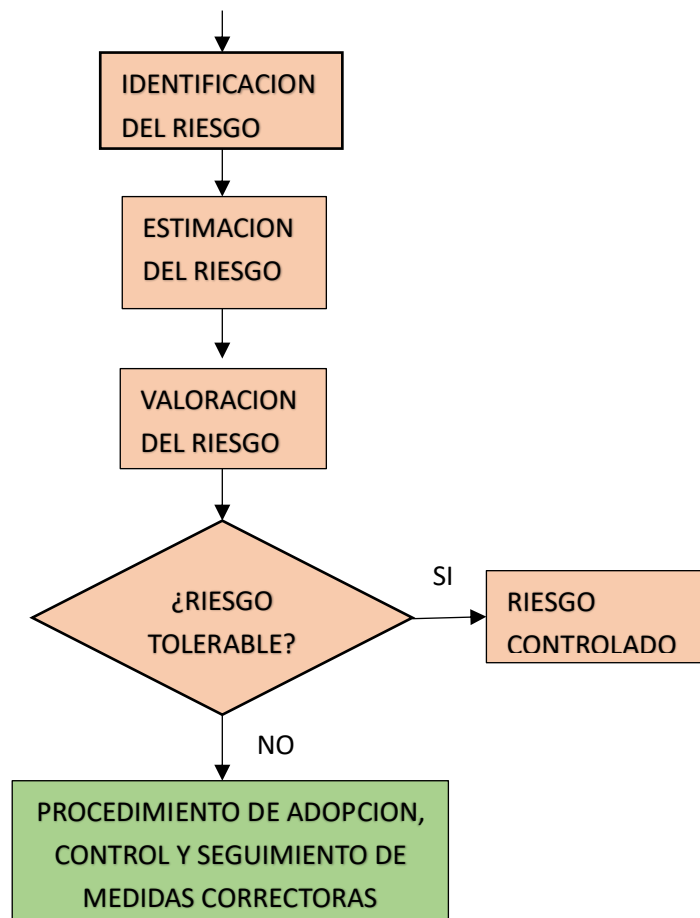 IDENTIFICACION
DEL RIESGO
ESTIMACION
DEL RIESGO
VALORACION
DEL RIESGO
¿RIESGO
TOLERABLE?
SI
RIESGO
CONTROLADO
NO
PROCEDIMIENTO DE ADOPCION,
CONTROL Y SEGUIMIENTO DE
MEDIDAS CORRECTORAS